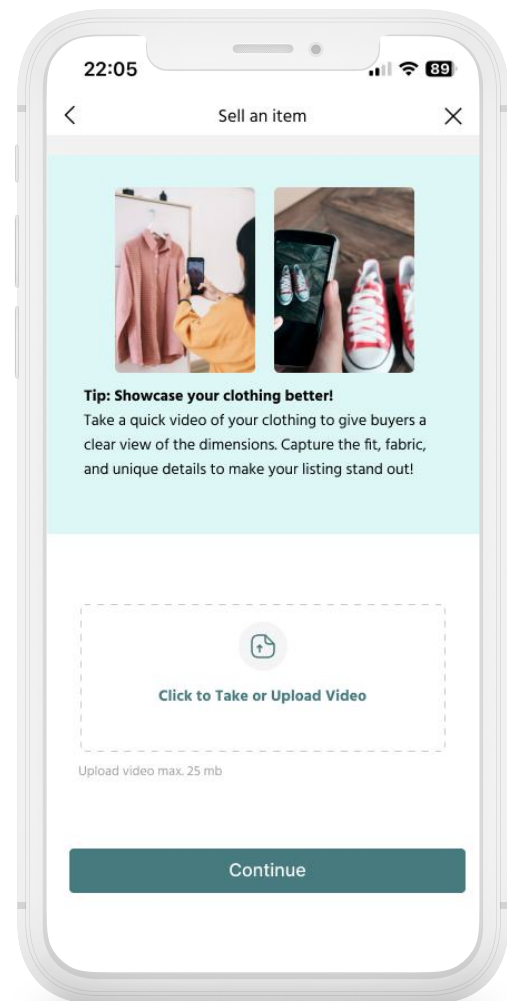 22:05
89
Sell an item
Tip: Showcase your clothing better!
Take a quick video of your clothing to give buyers a
clear view of the dimensions. Capture the fit, fabric,
and unique details to make your listing stand out!
Click to Take or Upload Video
Upload video max. 25 mb
Continue